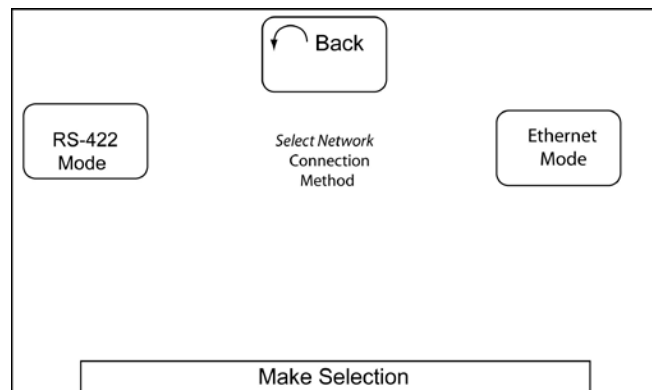 Back
RS-422
Mode
Select Network
Connection
Method
Ethernet
Mode
Make Selection